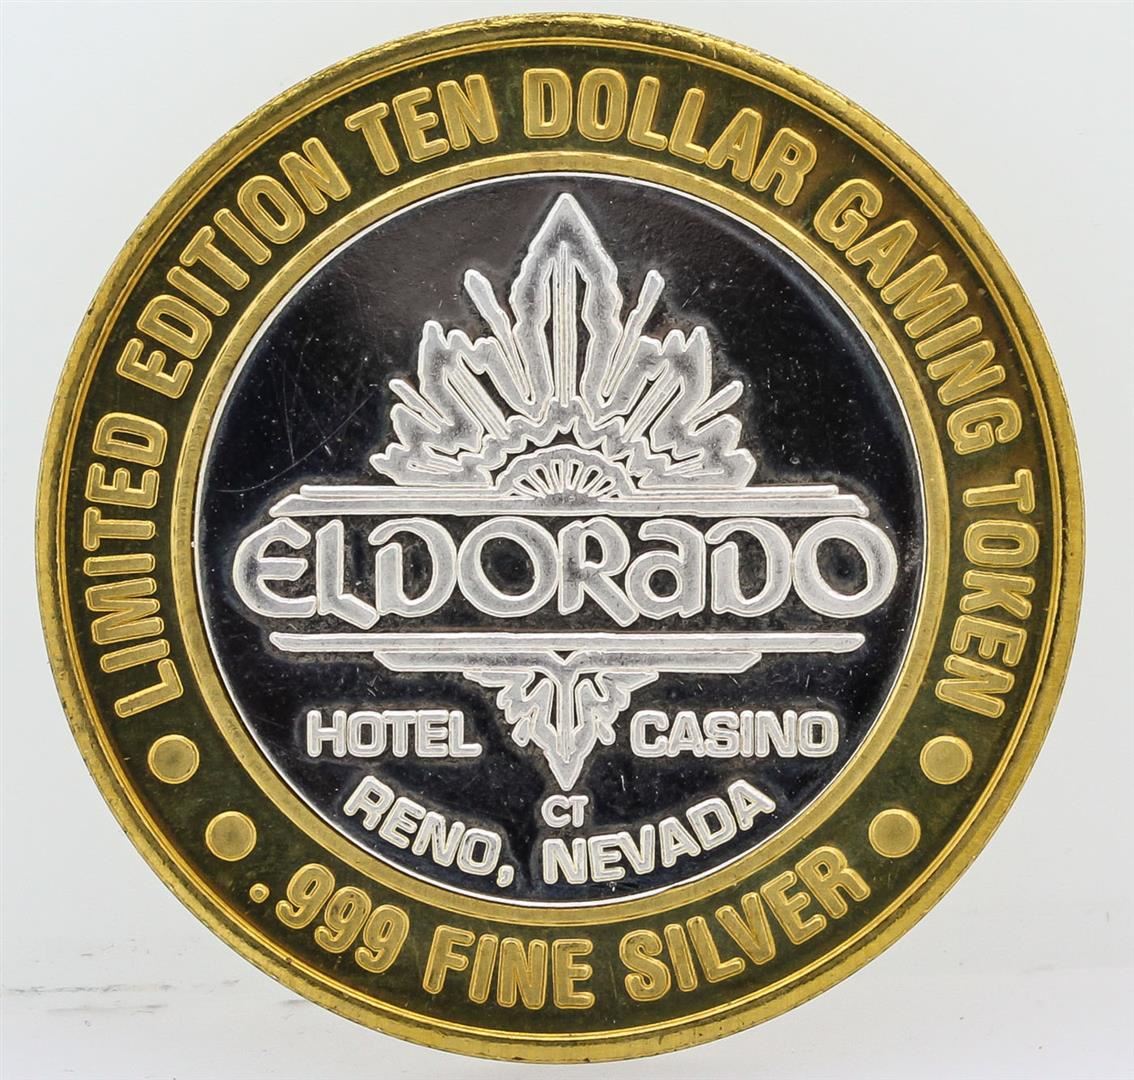 LIMITED EDITION TEN DOLLAR GAMING TOKEN
ELDORADO
HOTEL CASINO
CT
RENO, NEVADA
.999 FINE SILVER